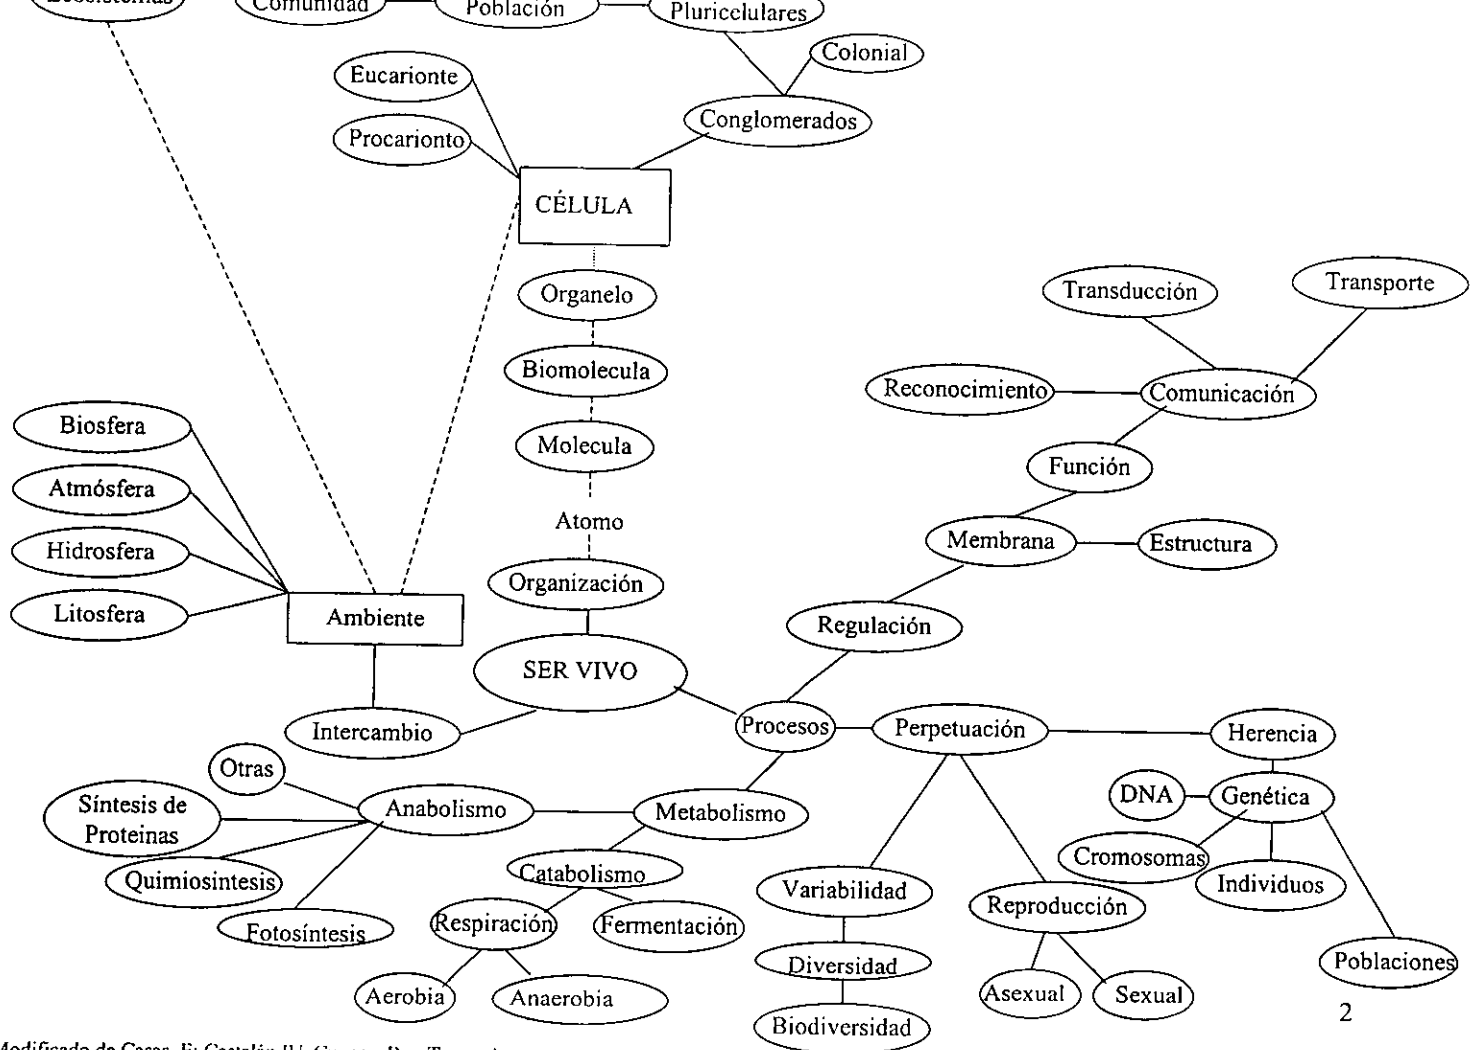 Ecosistemas
Comunidad
Población
Pluricelulares
Colonial
Eucarionte
Conglomerados
Procarionto
CÉLULA
Organelo
Transducción
Transporte
Biomolecula
Reconocimiento
Comunicación
Biosfera
Molecula
Función
Atmósfera
Atomo
Membrana
Estructura
Hidrosfera
Organización
Litosfera
Ambiente
Regulación
SER VIVO
Intercambio
Procesos
Perpetuación
Herencia
Otras
Síntesis de
Proteinas
Anabolismo
Metabolismo
DNA
Genética
Cromosomas
Quimiosintesis
Catabolismo
Variabilidad
Individuos
Reproducción
Fotosíntesis
Respiración
Fermentación
Diversidad
Poblaciones
Aerobia
Anaerobia
Asexual
Sexual
Biodiversidad
2
Modificado de